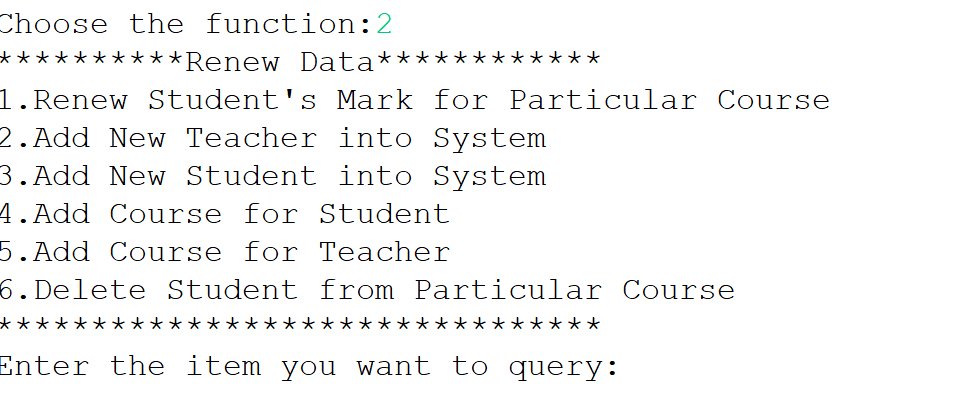 Choose the function:2
**********Renew Data************
1.Renew Student's Mark for Particular Course
2.Add New Teacher into System
3.Add New Student into System
4.Add Course for Student
5.Add Course for Teacher
6.Delete Student from Particular Course
********************************
Enter the item you want to query: